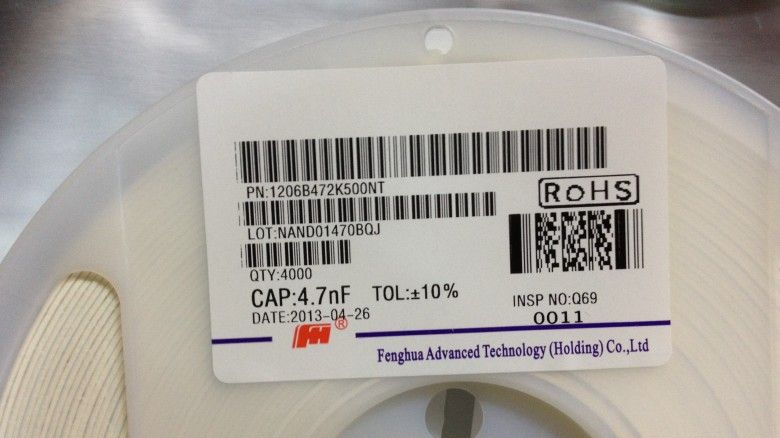 PN:1206B472K500NT
RoHS
LOT:NAND01470BQJ
QTY:4000
CAP:4.7nF TOL:±10%
INSP NO:Q69
DATE:2013-04-26
0011
FH®
Fenghua Advanced Technology (Holding) Co.,Ltd